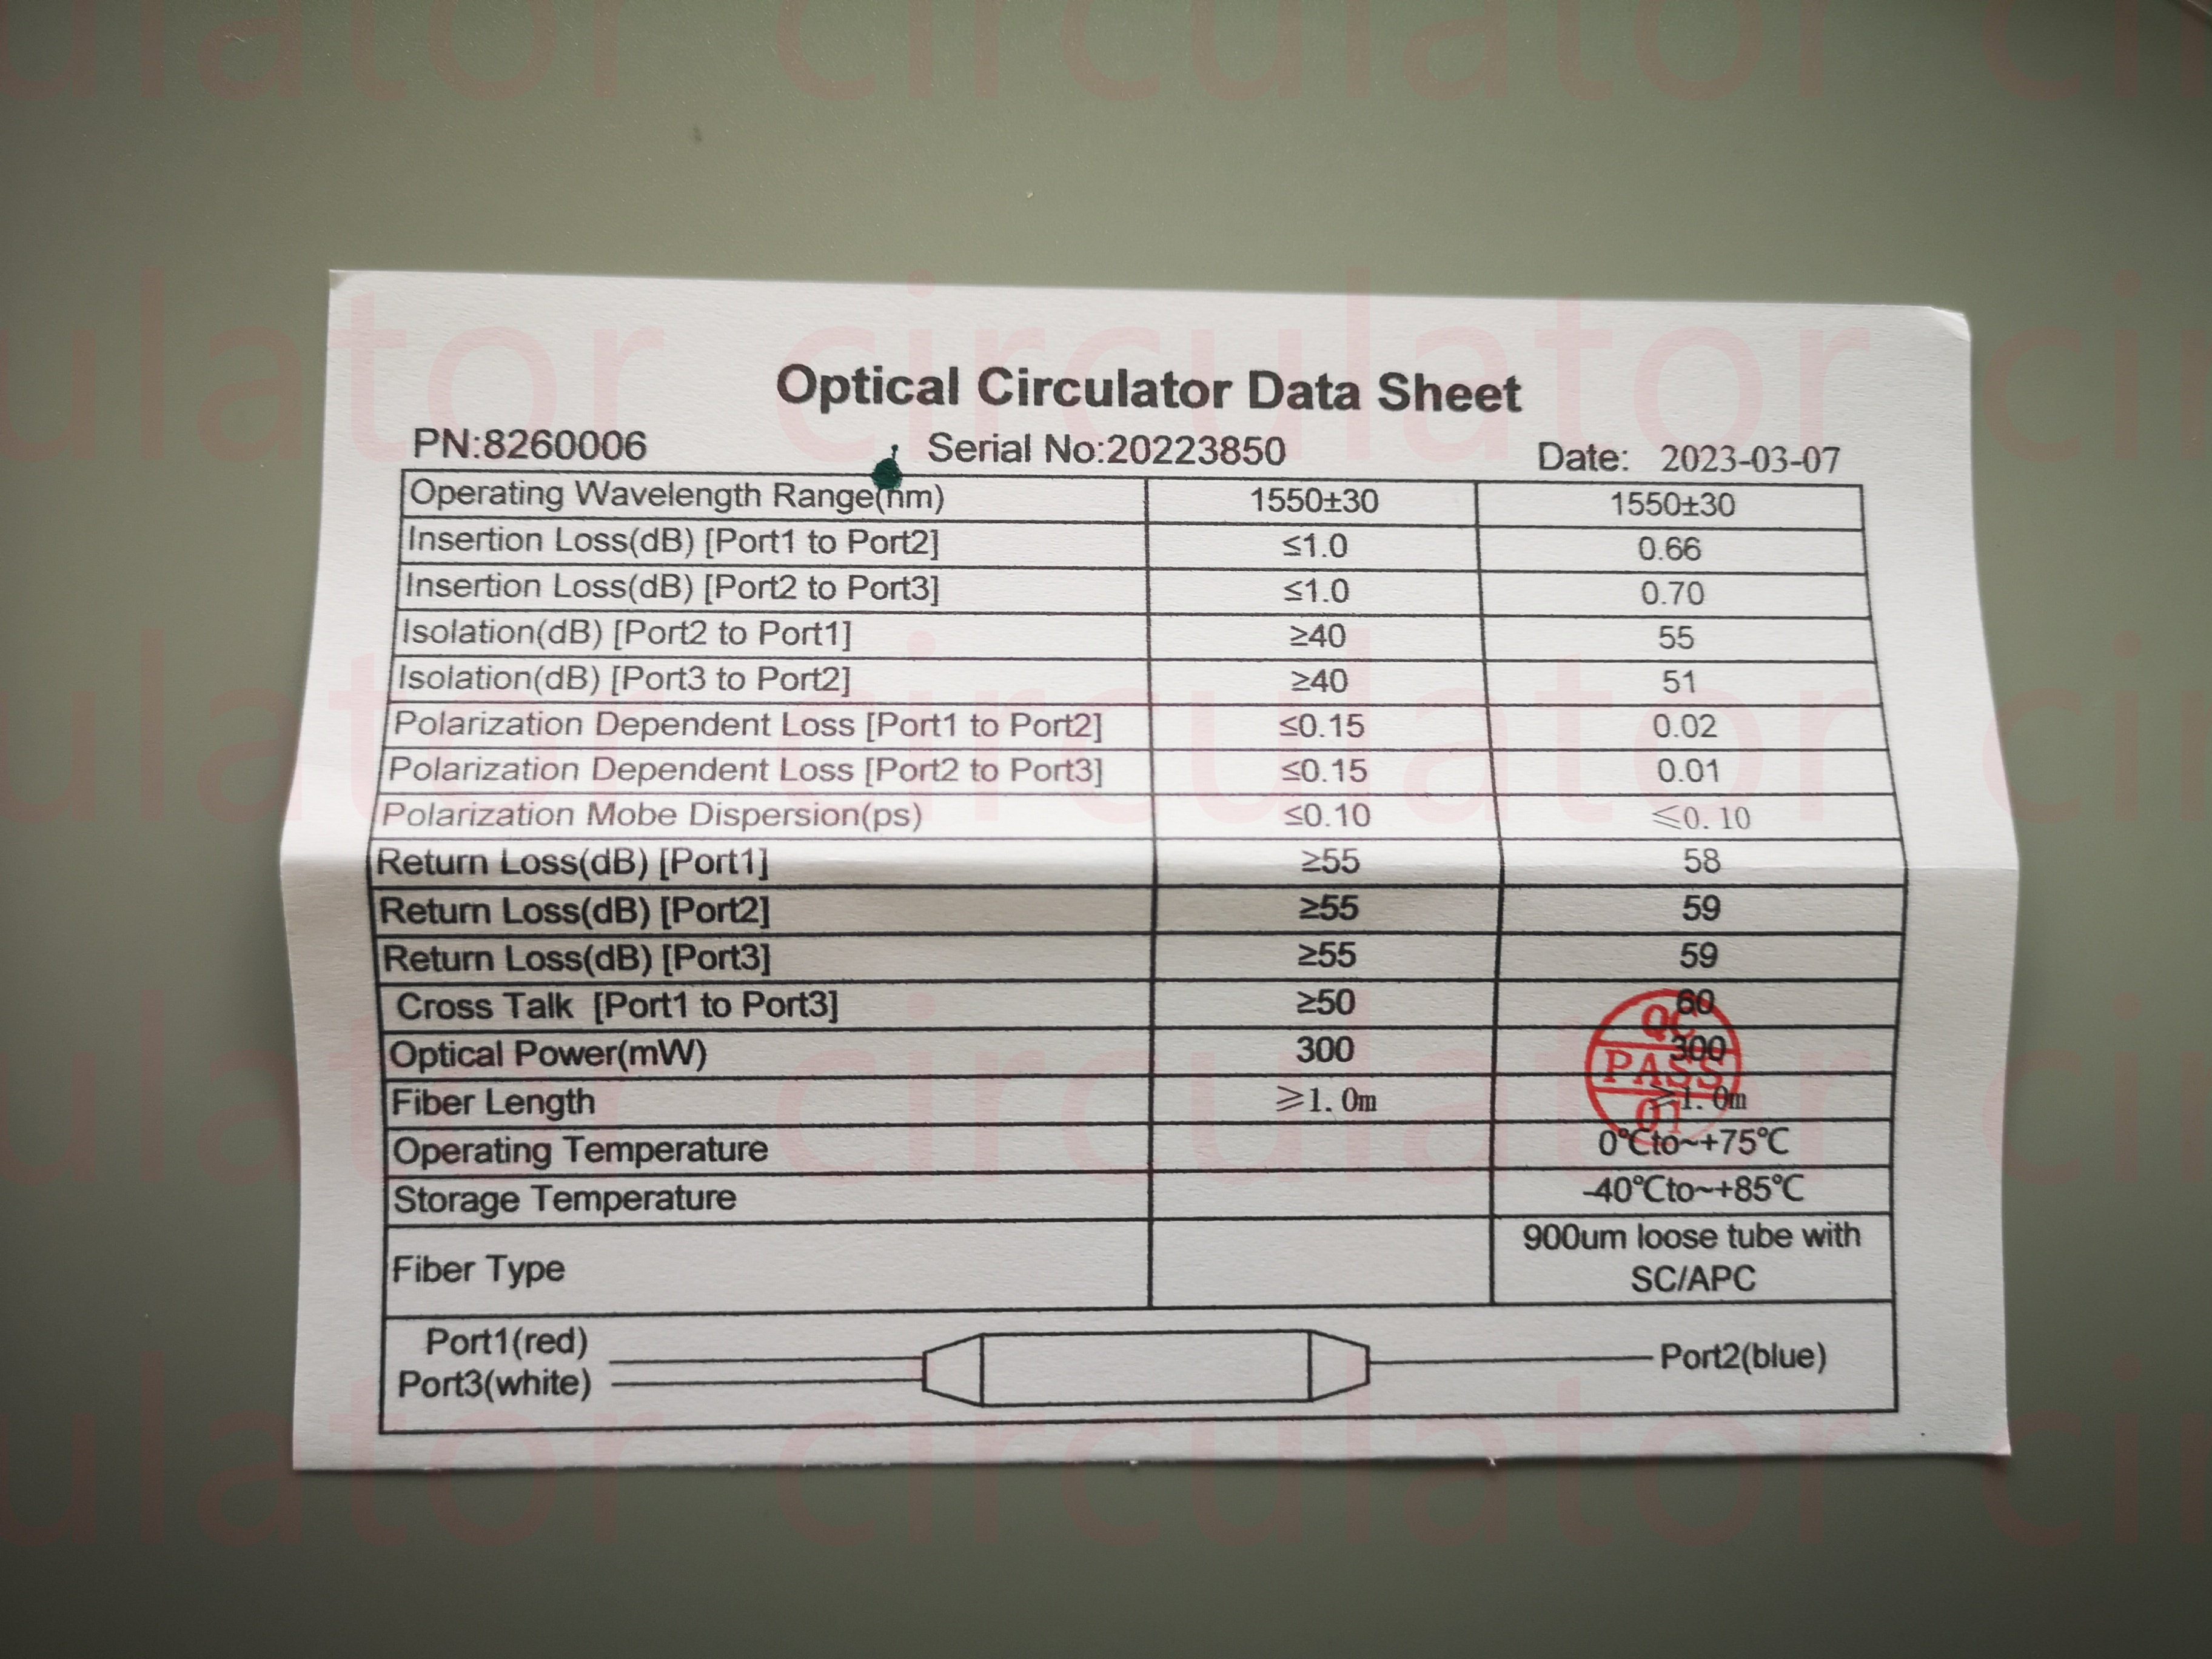 Optical Circulator Data Sheet
PN:8260006 Serial No:20223850 Date: 2023-03-07
Operating Wavelength Range(nm) 1550±30 1550±30
Insertion Loss(dB) [Port1 to Port2] ≤1.0 0.66
Insertion Loss(dB) [Port2 to Port3] ≤1.0 0.70
Isolation(dB) [Port2 to Port1] ≥40 55
Isolation(dB) [Port3 to Port2] ≥40 51
Polarization Dependent Loss [Port1 to Port2] ≤0.15 0.02
Polarization Dependent Loss [Port2 to Port3] ≤0.15 0.01
Polarization Mobe Dispersion(ps) ≤0.10 ≤0.10
Return Loss(dB) [Port1] ≥55 58
Return Loss(dB) [Port2] ≥55 59
Return Loss(dB) [Port3] ≥55 59
Cross Talk [Port1 to Port3] ≥50 60
Optical Power(mW) 300 300
Fiber Length ≥1.0m ≥1.0m
QC
PASS
01
Operating Temperature 0℃to~+75℃
Storage Temperature -40℃to~+85℃
Fiber Type 900um loose tube with
SC/APC
Port1(red)
Port3(white)
Port2(blue)
circulator